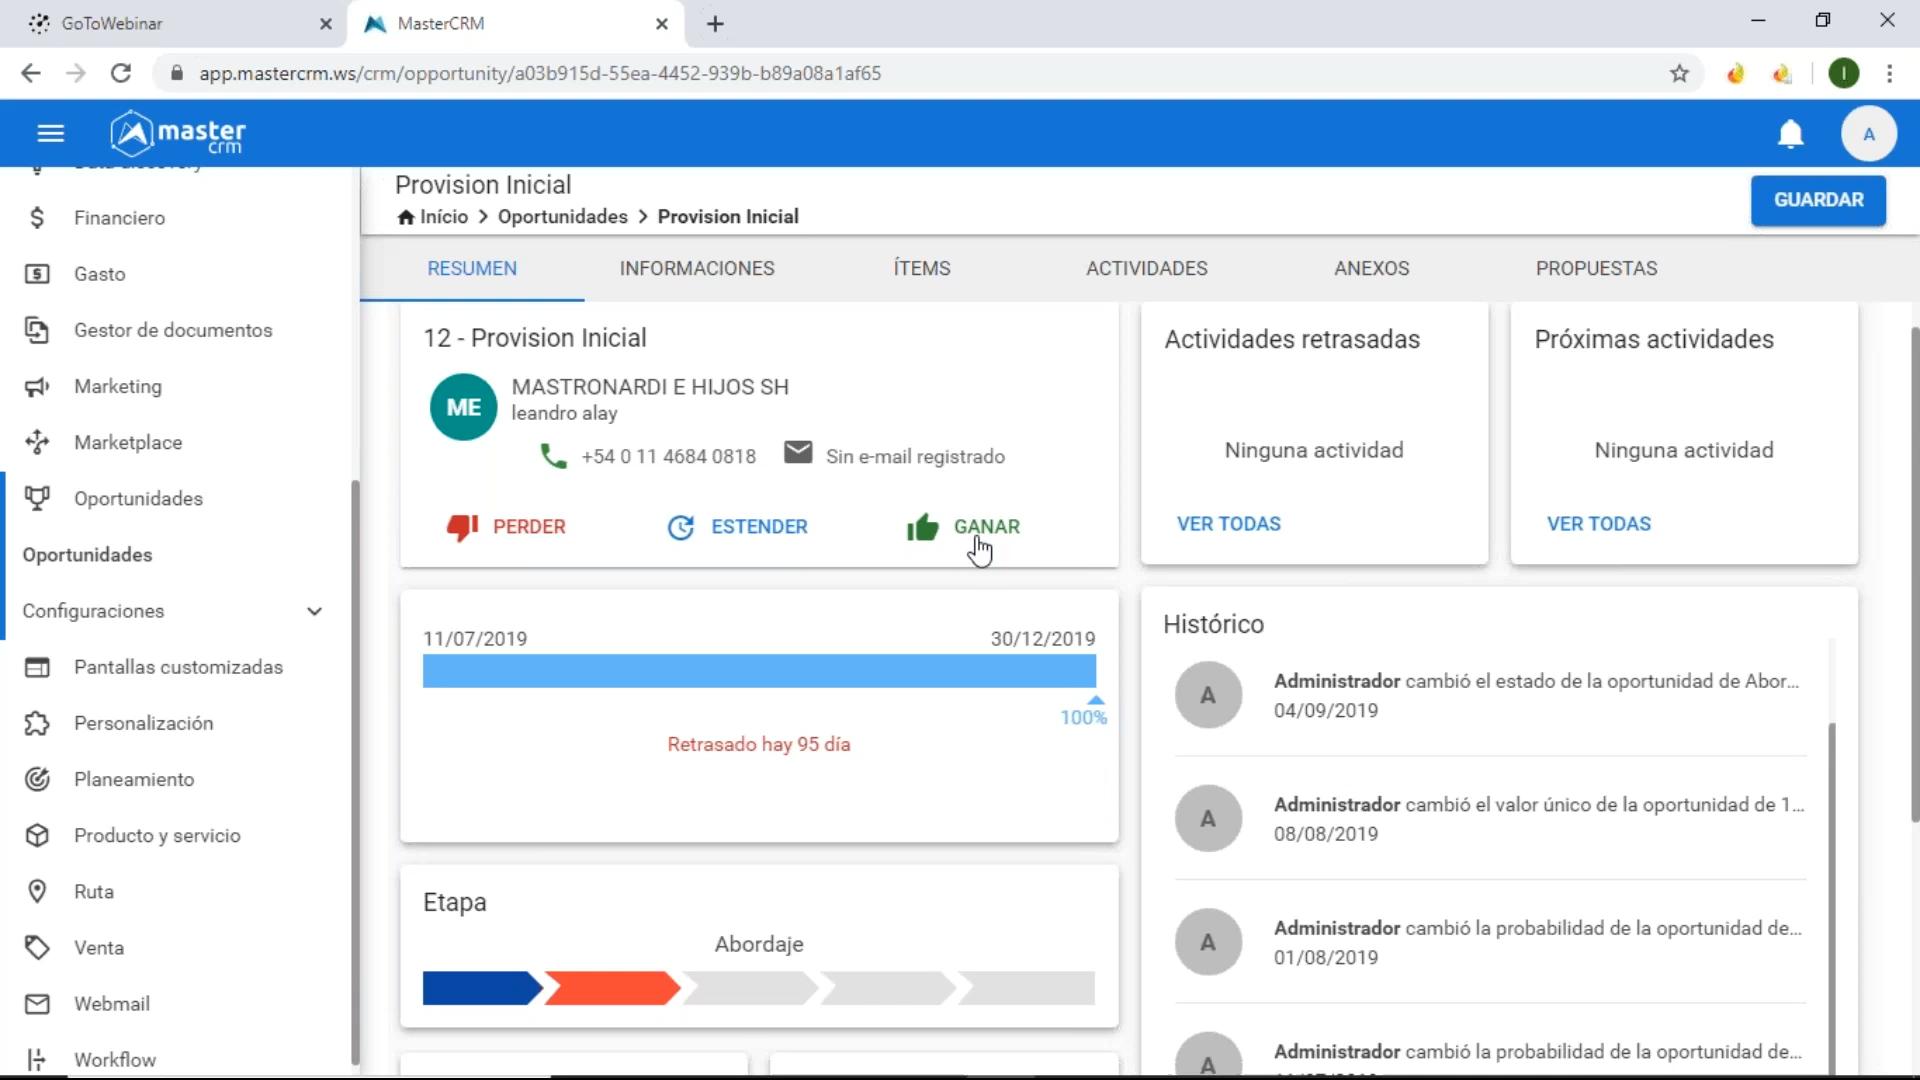 GoToWebinar
MasterCRM
app.mastercrm.ws/crm/opportunity/a03b915d-55ea-4452-939b-b89a08a1af65
I
master
crm
A
Data discovery
Financiero
Gasto
Gestor de documentos
Marketing
Marketplace
Oportunidades
Oportunidades
Configuraciones
Pantallas customizadas
Personalización
Planeamiento
Producto y servicio
Ruta
Venta
Webmail
Workflow
Provision Inicial
Início > Oportunidades > Provision Inicial
GUARDAR
RESUMEN
INFORMACIONES
ÍTEMS
ACTIVIDADES
ANEXOS
PROPUESTAS
12 - Provision Inicial
ME
MASTRONARDI E HIJOS SH
leandro alay
+54 0 11 4684 0818
Sin e-mail registrado
PERDER
ESTENDER
GANAR
Actividades retrasadas
Ninguna actividad
VER TODAS
Próximas actividades
Ninguna actividad
VER TODAS
11/07/2019
30/12/2019
100%
Retrasado hay 95 día
Etapa
Abordaje
Histórico
A
Administrador cambió el estado de la oportunidad de Abor...
04/09/2019
A
Administrador cambió el valor único de la oportunidad de 1...
08/08/2019
A
Administrador cambió la probabilidad de la oportunidad de...
01/08/2019
A
Administrador cambió la probabilidad de la oportunidad de...